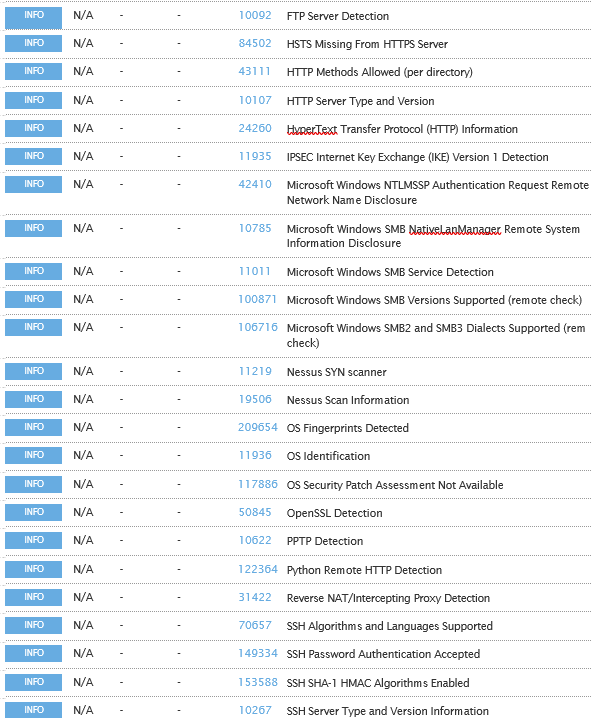 INFO N/A - - 10092 FTP Server Detection
INFO N/A - - 84502 HSTS Missing From HTTPS Server
INFO N/A - - 43111 HTTP Methods Allowed (per directory)
INFO N/A - - 10107 HTTP Server Type and Version
INFO N/A - - 24260 HyperText Transfer Protocol (HTTP) Information
INFO N/A - - 11935 IPSEC Internet Key Exchange (IKE) Version 1 Detection
INFO N/A - - 42410 Microsoft Windows NTLMSSP Authentication Request Remote
Network Name Disclosure
INFO N/A - - 10785 Microsoft Windows SMB NativeLanManager Remote System
Information Disclosure
INFO N/A - - 11011 Microsoft Windows SMB Service Detection
INFO N/A - - 100871 Microsoft Windows SMB Versions Supported (remote check)
INFO N/A - - 106716 Microsoft Windows SMB2 and SMB3 Dialects Supported (rem
check)
INFO N/A - - 11219 Nessus SYN scanner
INFO N/A - - 19506 Nessus Scan Information
INFO N/A - - 209654 OS Fingerprints Detected
INFO N/A - - 11936 OS Identification
INFO N/A - - 117886 OS Security Patch Assessment Not Available
INFO N/A - - 50845 OpenSSL Detection
INFO N/A - - 10622 PPTP Detection
INFO N/A - - 122364 Python Remote HTTP Detection
INFO N/A - - 31422 Reverse NAT/Intercepting Proxy Detection
INFO N/A - - 70657 SSH Algorithms and Languages Supported
INFO N/A - - 149334 SSH Password Authentication Accepted
INFO N/A - - 153588 SSH SHA-1 HMAC Algorithms Enabled
INFO N/A - - 10267 SSH Server Type and Version Information